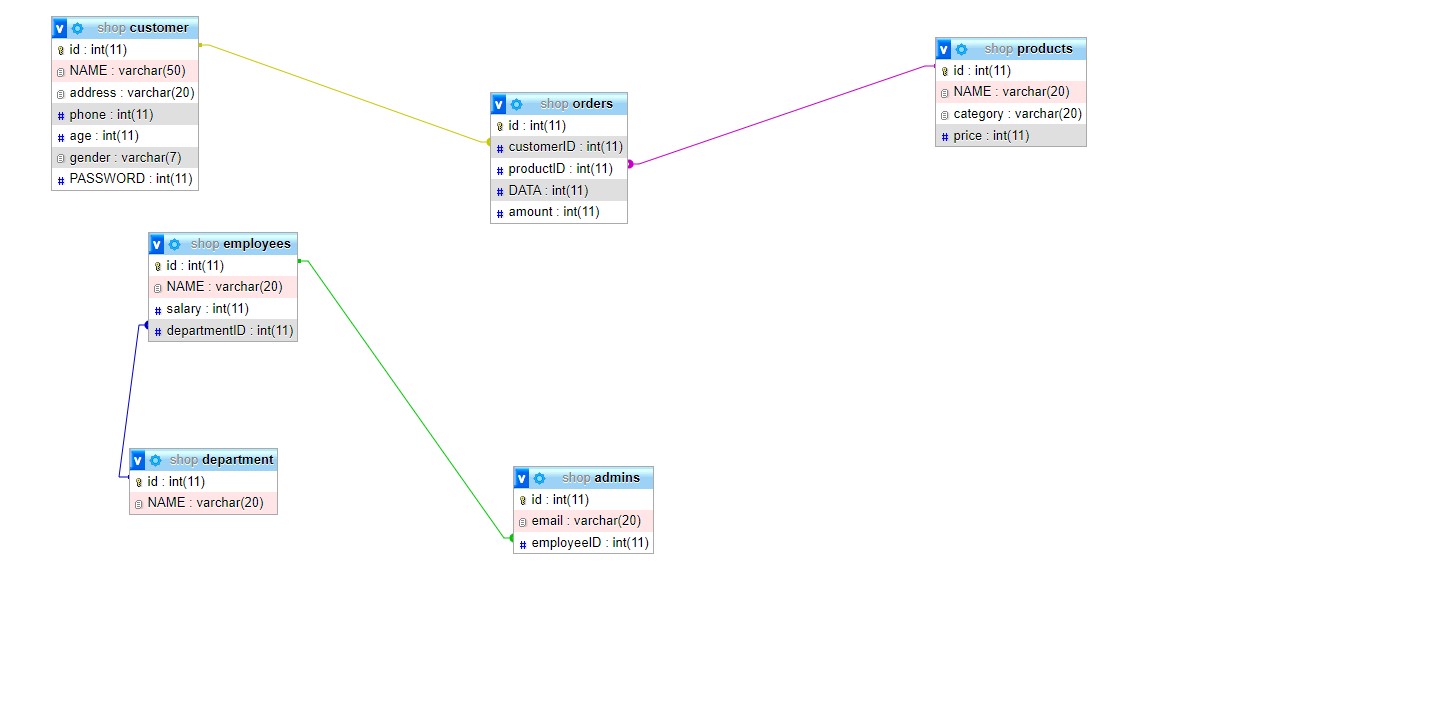 v shop customer
id : int(11)
NAME : varchar(50)
address : varchar(20)
# phone : int(11)
# age : int(11)
gender : varchar(7)
# PASSWORD : int(11)
v shop orders
id : int(11)
# customerID : int(11)
# productID : int(11)
# DATA : int(11)
# amount : int(11)
v shop products
id : int(11)
NAME : varchar(20)
category : varchar(20)
# price : int(11)
v shop employees
id : int(11)
NAME : varchar(20)
# salary : int(11)
# departmentID : int(11)
v shop department
id : int(11)
NAME : varchar(20)
v shop admins
id : int(11)
email : varchar(20)
# employeeID : int(11)